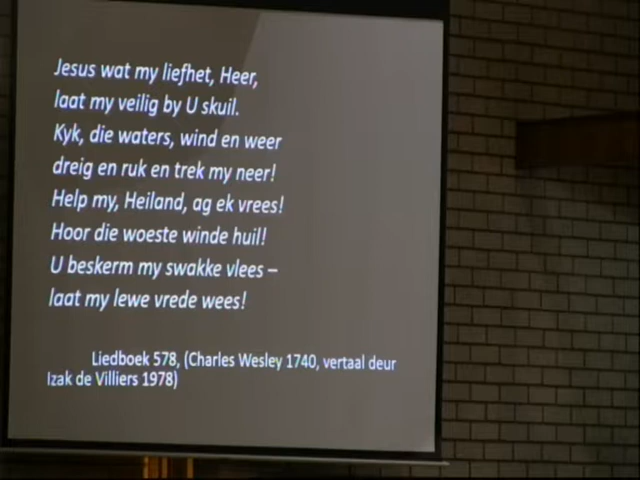 Jesus wat my liefhet, Heer,
laat my veilig by U skuil.
Kyk, die waters, wind en weer
dreig en ruk en trek my neer!
Help my, Heiland, ag ek vrees!
Hoor die woeste winde huil!
U beskerm my swakke vlees –
laat my lewe vrede wees!
Liedboek 578, (Charles Wesley 1740, vertaal deur
Izak de Villiers 1978)